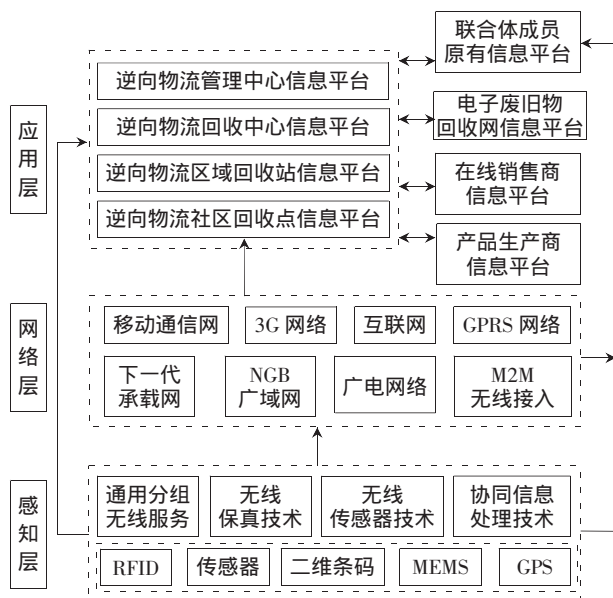 联合体成员
原有信息平台
逆向物流管理中心信息平台
电子废旧物
回收网信息平台
逆向物流回收中心信息平台
应用层
逆向物流区域回收站信息平台
在线销售商
信息平台
逆向物流社区回收点信息平台
产品生产商
信息平台
移动通信网
3G 网络
互联网
GPRS 网络
网络层
下一代
承载网
NGB
广域网
广电网络
M2M
无线接入
通用分组
无线服务
无线
保真技术
无线
传感器技术
协同信息
处理技术
感知层
RFID
传感器
二维条码
MEMS
GPS